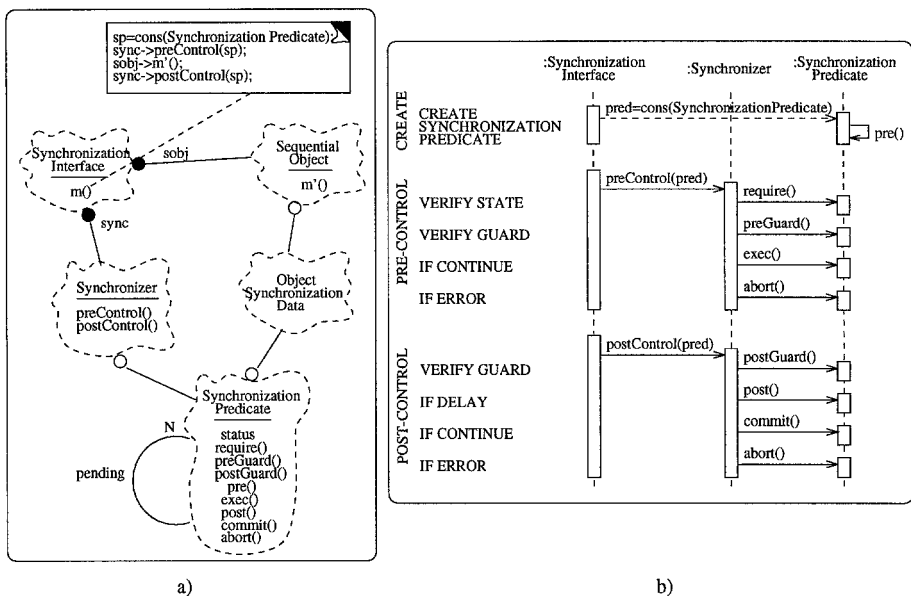 sp=cons(Synchronization Predicate);
sync->preControl(sp);
sobj->m'();
sync->postControl(sp);
Synchronization
Interface
m()
sobj
Sequential
Object
m'()
sync
Synchronizer
preControl()
postControl()
Object
Synchronization
Data
Synchronization
Predicate
N
pending
status
require()
preGuard()
postGuard()
pre()
exec()
post()
commit()
abort()
a)
:Synchronization
Interface
:Synchronizer
:Synchronization
Predicate
CREATE
CREATE
SYNCHRONIZATION
PREDICATE
pred=cons(SynchronizationPredicate)
pre()
PRE-CONTROL
preControl(pred)
VERIFY STATE
require()
VERIFY GUARD
preGuard()
IF CONTINUE
exec()
IF ERROR
abort()
POST-CONTROL
postControl(pred)
VERIFY GUARD
postGuard()
IF DELAY
post()
IF CONTINUE
commit()
IF ERROR
abort()
b)